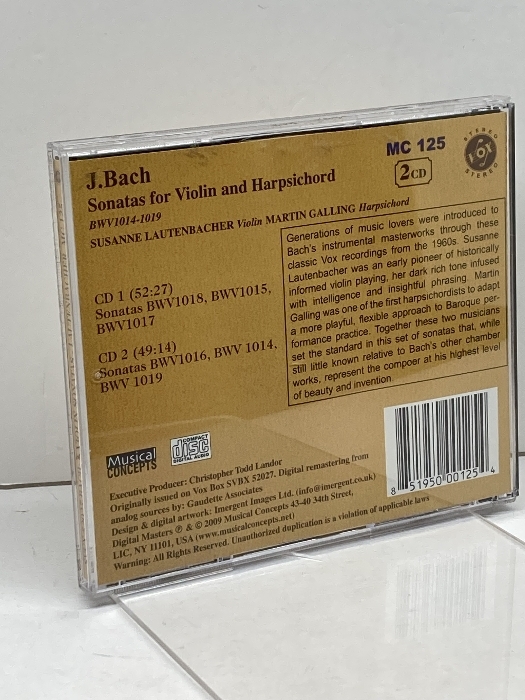 J.Bach
Sonatas for Violin and Harpsichord
BWV1014-1019
SUSANNE LAUTENBACHER Violin MARTIN GALLING Harpsichord
MC 125
2 CD
STEREO
VOX
STEREO
CD 1 (52:27)
Sonatas BWV1018, BWV1015,
BWV1017
CD 2 (49:14)
Sonatas BWV1016, BWV 1014,
BWV 1019
Generations of music lovers were introduced to
Bach's instrumental masterworks through these
classic Vox recordings from the 1960s. Susanne
Lautenbacher was an early pioneer of historically
informed violin playing, her dark rich tone infused
with intelligence and insightful phrasing. Martin
Galling was one of the first harpsichordists to adapt
a more playful, flexible approach to Baroque per-
formance practice. Together these two musicians
set the standard in this set of sonatas that, while
still little known relative to Bach's other chamber
works, represent the compoer at his highest level
of beauty and invention.
Musical
CONCEPTS
COMPACT
disc
DIGITAL AUDIO
Executive Producer: Christopher Todd Landor
Originally issued on Vox Box SVBX 52027. Digital remastering from
analog sources by: Gaudette Associates
Design & digital artwork: Imergent Images Ltd. (info@imergent.co.uk)
Digital Masters ℗ & © 2009 Musical Concepts 43-40 34th Street,
LIC, NY 11101, USA (www.musicalconcepts.net)
Warning: All Rights Reserved. Unauthorized duplication is a violation of applicable laws
8 51950 00125 4